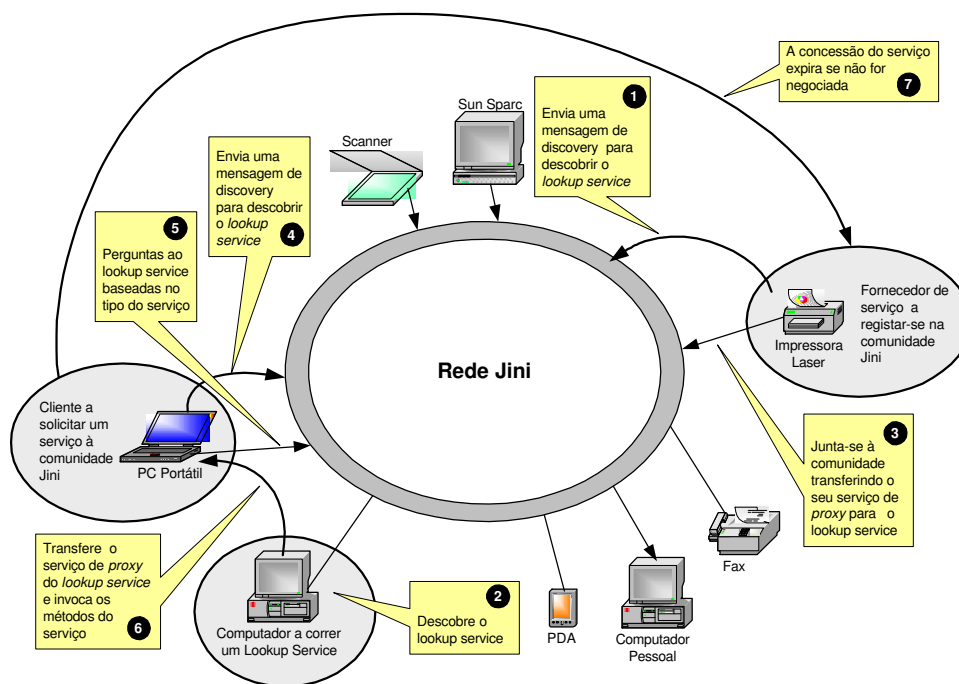 A concessão do serviço
expira se não for
negociada
7
1
Envia uma
mensagem de
discovery para
descobrir o
lookup service
Sun Sparc
Scanner
Envia uma
mensagem de
discovery
para descobrir
o lookup
service
4
5
Perguntas ao
lookup service
baseadas no
tipo do serviço
Fornecedor de
serviço a
registar-se na
comunidade
Jini
Impressora
Laser
Rede Jini
Cliente a
solicitar um
serviço à
comunidade
Jini
PC Portátil
3
Junta-se à
comunidade
transferindo o
seu serviço de
proxy para o
lookup service
Transfere o
serviço de proxy
do lookup service
e invoca os
métodos do
serviço
6
Computador a correr
um Lookup Service
2
Descobre o
lookup service
PDA
Computador
Pessoal
Fax